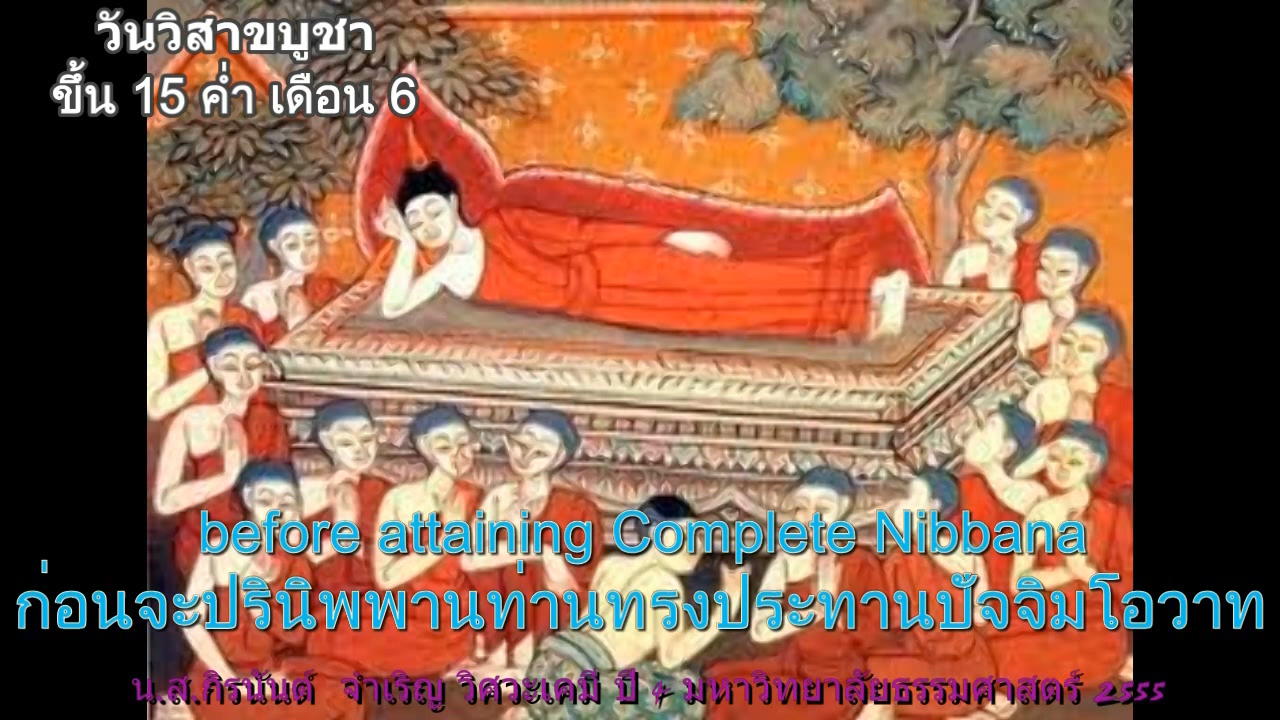 วันวิสาขบูชา
ขึ้น 15 ค่ำ เดือน 6
before attaining Complete Nibbana
ก่อนจะปรินิพพานท่านทรงประทานปัจจิมโอวาท
น.ส.กิรนันต์ จำเริญ วิศวะเคมี ปี 4 มหาวิทยาลัยธรรมศาสตร์ 2555